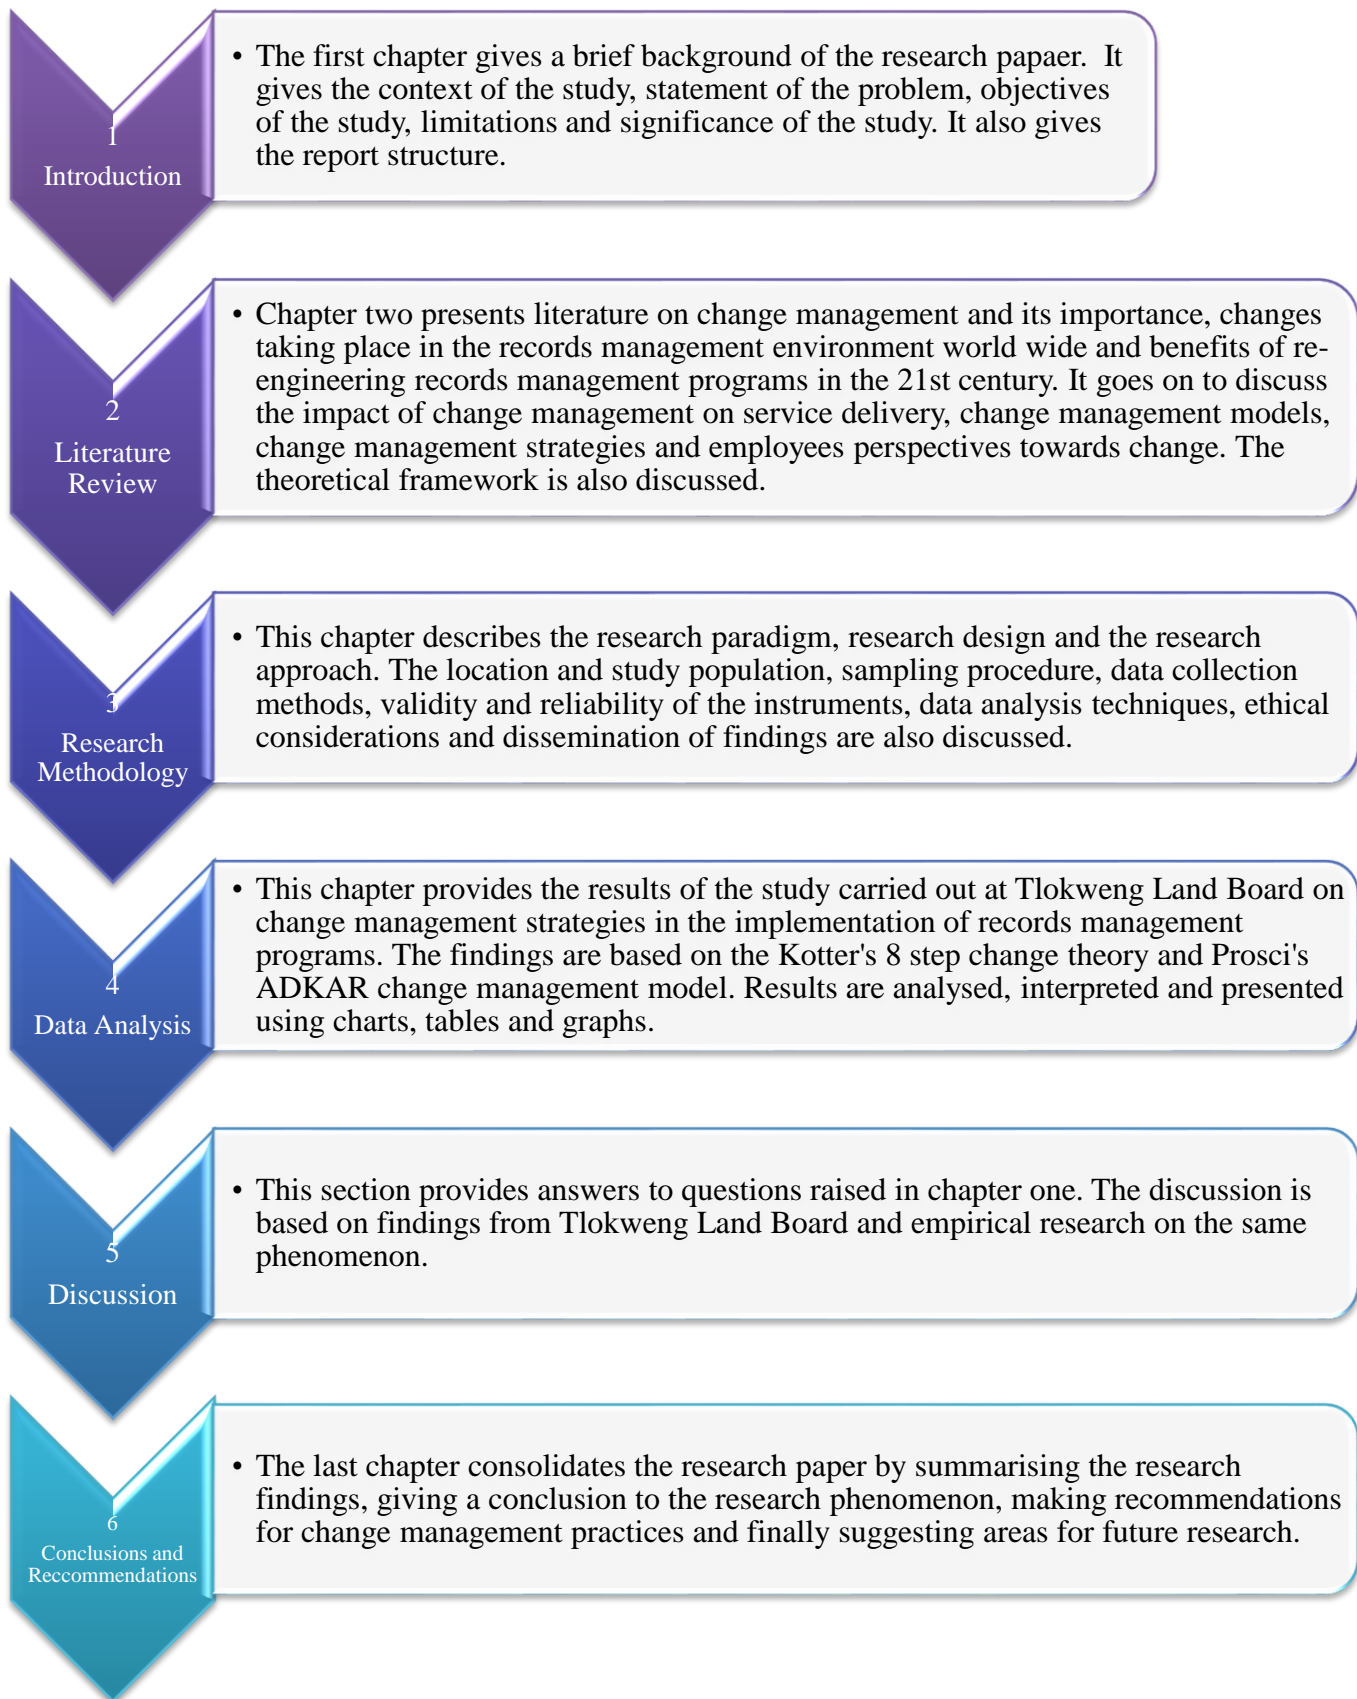 1
Introduction
• The first chapter gives a brief background of the research papaer.  It
gives the context of the study, statement of the problem, objectives
of the study, limitations and significance of the study. It also gives
the report structure.
2
Literature
Review
• Chapter two presents literature on change management and its importance, changes
taking place in the records management environment world wide and benefits of re-
engineering records management programs in the 21st century. It goes on to discuss
the impact of change management on service delivery, change management models,
change management strategies and employees perspectives towards change. The
theoretical framework is also discussed.
3
Research
Methodology
• This chapter describes the research paradigm, research design and the research
approach. The location and study population, sampling procedure, data collection
methods, validity and reliability of the instruments, data analysis techniques, ethical
considerations and dissemination of findings are also discussed.
4
Data Analysis
• This chapter provides the results of the study carried out at Tlokweng Land Board on
change management strategies in the implementation of records management
programs. The findings are based on the Kotter's 8 step change theory and Prosci's
ADKAR change management model. Results are analysed, interpreted and presented
using charts, tables and graphs.
5
Discussion
• This section provides answers to questions raised in chapter one. The discussion is
based on findings from Tlokweng Land Board and empirical research on the same
phenomenon.
6
Conclusions and
Reccommendations
• The last chapter consolidates the research paper by summarising the research
findings, giving a conclusion to the research phenomenon, making recommendations
for change management practices and finally suggesting areas for future research.